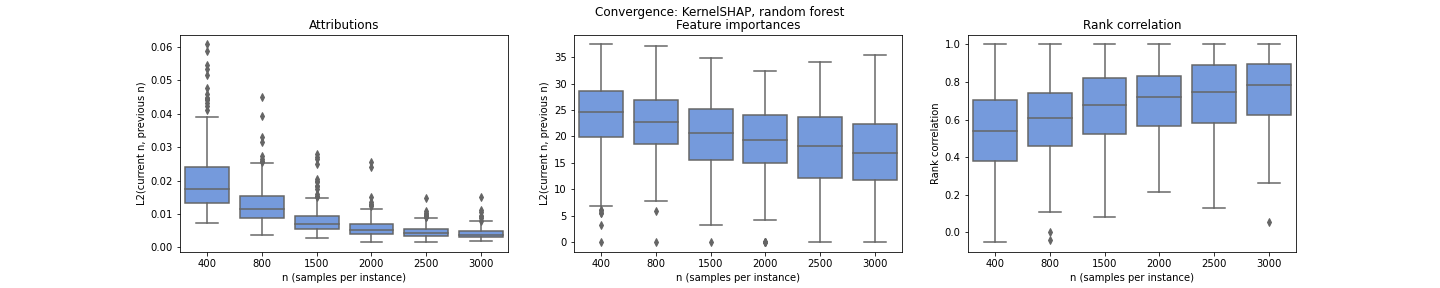 Convergence: KernelSHAP, random forest
Attributions
L2(current n, previous n)
0.06
0.05
0.04
0.03
0.02
0.01
0.00
400 800 1500 2000 2500 3000
n (samples per instance)
Feature importances
L2(current n, previous n)
35
30
25
20
15
10
5
0
400 800 1500 2000 2500 3000
n (samples per instance)
Rank correlation
Rank correlation
1.0
0.8
0.6
0.4
0.2
0.0
400 800 1500 2000 2500 3000
n (samples per instance)